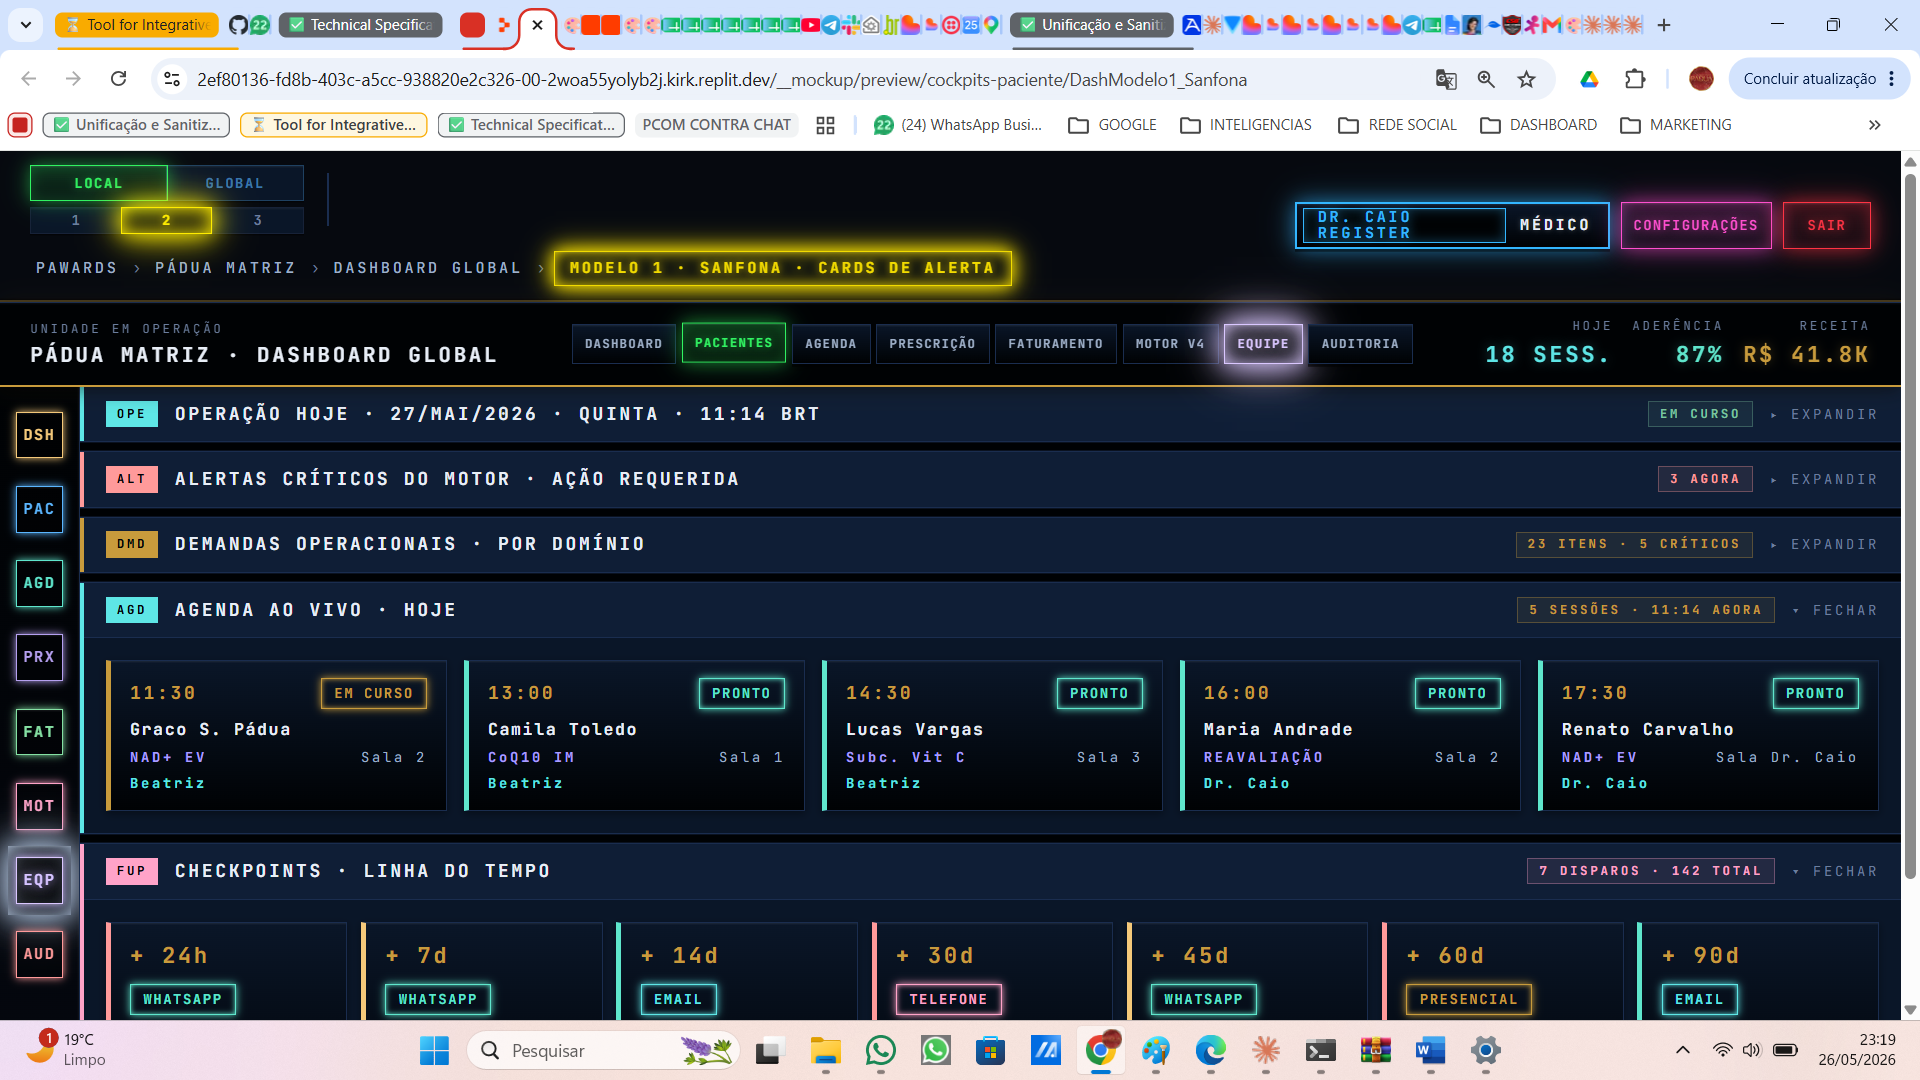 Tool for Integrative
22
Technical Specifica
25
Unificação e Saniti
2ef80136-fd8b-403c-a5cc-938820e2c326-00-2woa55yolyb2j.kirk.replit.dev/__mockup/preview/cockpits-paciente/DashModelo1_Sanfona
Concluir atualização
Unificação e Sanitiz...
Tool for Integrative...
Technical Specificat...
PCOM CONTRA CHAT
22
(24) WhatsApp Busi...
GOOGLE
INTELIGENCIAS
REDE SOCIAL
DASHBOARD
MARKETING
LOCAL
GLOBAL
1
2
3
DR. CAIO REGISTER
MÉDICO
CONFIGURAÇÕES
SAIR
PAWARDS › PÁDUA MATRIZ › DASHBOARD GLOBAL › MODELO 1 · SANFONA · CARDS DE ALERTA
UNIDADE EM OPERAÇÃO
PÁDUA MATRIZ · DASHBOARD GLOBAL
DASHBOARD
PACIENTES
AGENDA
PRESCRIÇÃO
FATURAMENTO
MOTOR V4
EQUIPE
AUDITORIA
HOJE
18 SESS.
ADERÊNCIA
87%
RECEITA
R$ 41.8K
DSH
PAC
AGD
PRX
FAT
MOT
EQP
AUD
OPE OPERAÇÃO HOJE · 27/MAI/2026 · QUINTA · 11:14 BRT EM CURSO ▸ EXPANDIR
ALT ALERTAS CRÍTICOS DO MOTOR · AÇÃO REQUERIDA 3 AGORA ▸ EXPANDIR
DMD DEMANDAS OPERACIONAIS · POR DOMÍNIO 23 ITENS · 5 CRÍTICOS ▸ EXPANDIR
AGD AGENDA AO VIVO · HOJE 5 SESSÕES · 11:14 AGORA ▾ FECHAR
11:30 EM CURSO
Graco S. Pádua
NAD+ EV Sala 2
Beatriz
13:00 PRONTO
Camila Toledo
CoQ10 IM Sala 1
Beatriz
14:30 PRONTO
Lucas Vargas
Subc. Vit C Sala 3
Beatriz
16:00 PRONTO
Maria Andrade
REAVALIAÇÃO Sala 2
Dr. Caio
17:30 PRONTO
Renato Carvalho
NAD+ EV Sala Dr. Caio
Dr. Caio
FUP CHECKPOINTS · LINHA DO TEMPO 7 DISPAROS · 142 TOTAL ▾ FECHAR
+ 24h
WHATSAPP
+ 7d
WHATSAPP
+ 14d
EMAIL
+ 30d
TELEFONE
+ 45d
WHATSAPP
+ 60d
PRESENCIAL
+ 90d
EMAIL
1
19°C
Limpo
Pesquisar
23:19
26/05/2026